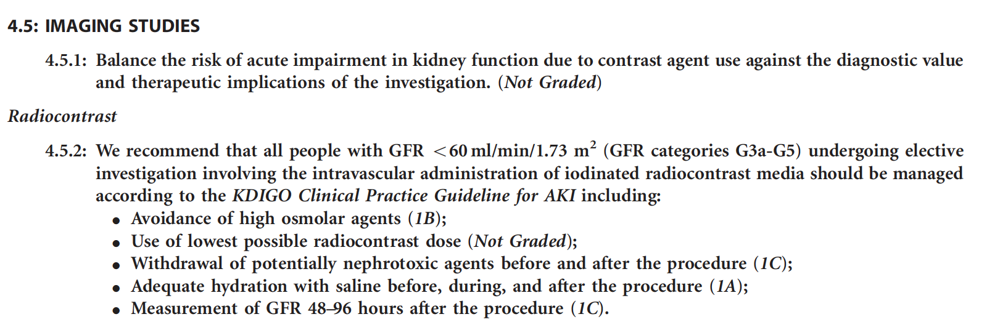 4.5: IMAGING STUDIES
4.5.1: Balance the risk of acute impairment in kidney function due to contrast agent use against the diagnostic value
and therapeutic implications of the investigation. (Not Graded)
Radiocontrast
4.5.2: We recommend that all people with GFR <60 ml/min/1.73 m² (GFR categories G3a-G5) undergoing elective
investigation involving the intravascular administration of iodinated radiocontrast media should be managed
according to the KDIGO Clinical Practice Guideline for AKI including:
● Avoidance of high osmolar agents (1B);
● Use of lowest possible radiocontrast dose (Not Graded);
● Withdrawal of potentially nephrotoxic agents before and after the procedure (1C);
● Adequate hydration with saline before, during, and after the procedure (1A);
● Measurement of GFR 48–96 hours after the procedure (1C).